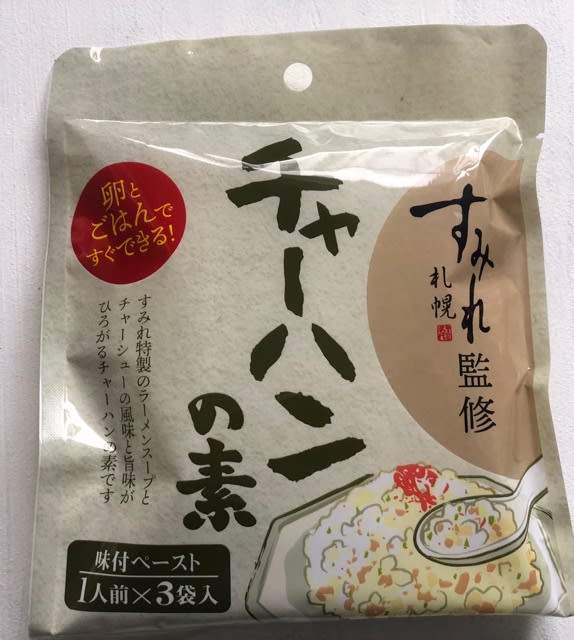 すみれ監修
札幌
チャーハン
の素
卵と
ごはんで
すぐできる!
すみれ特製のラーメンスープと
チャーシューの風味と旨味が
ひろがるチャーハンの素です
味付ペースト
1人前×3袋入